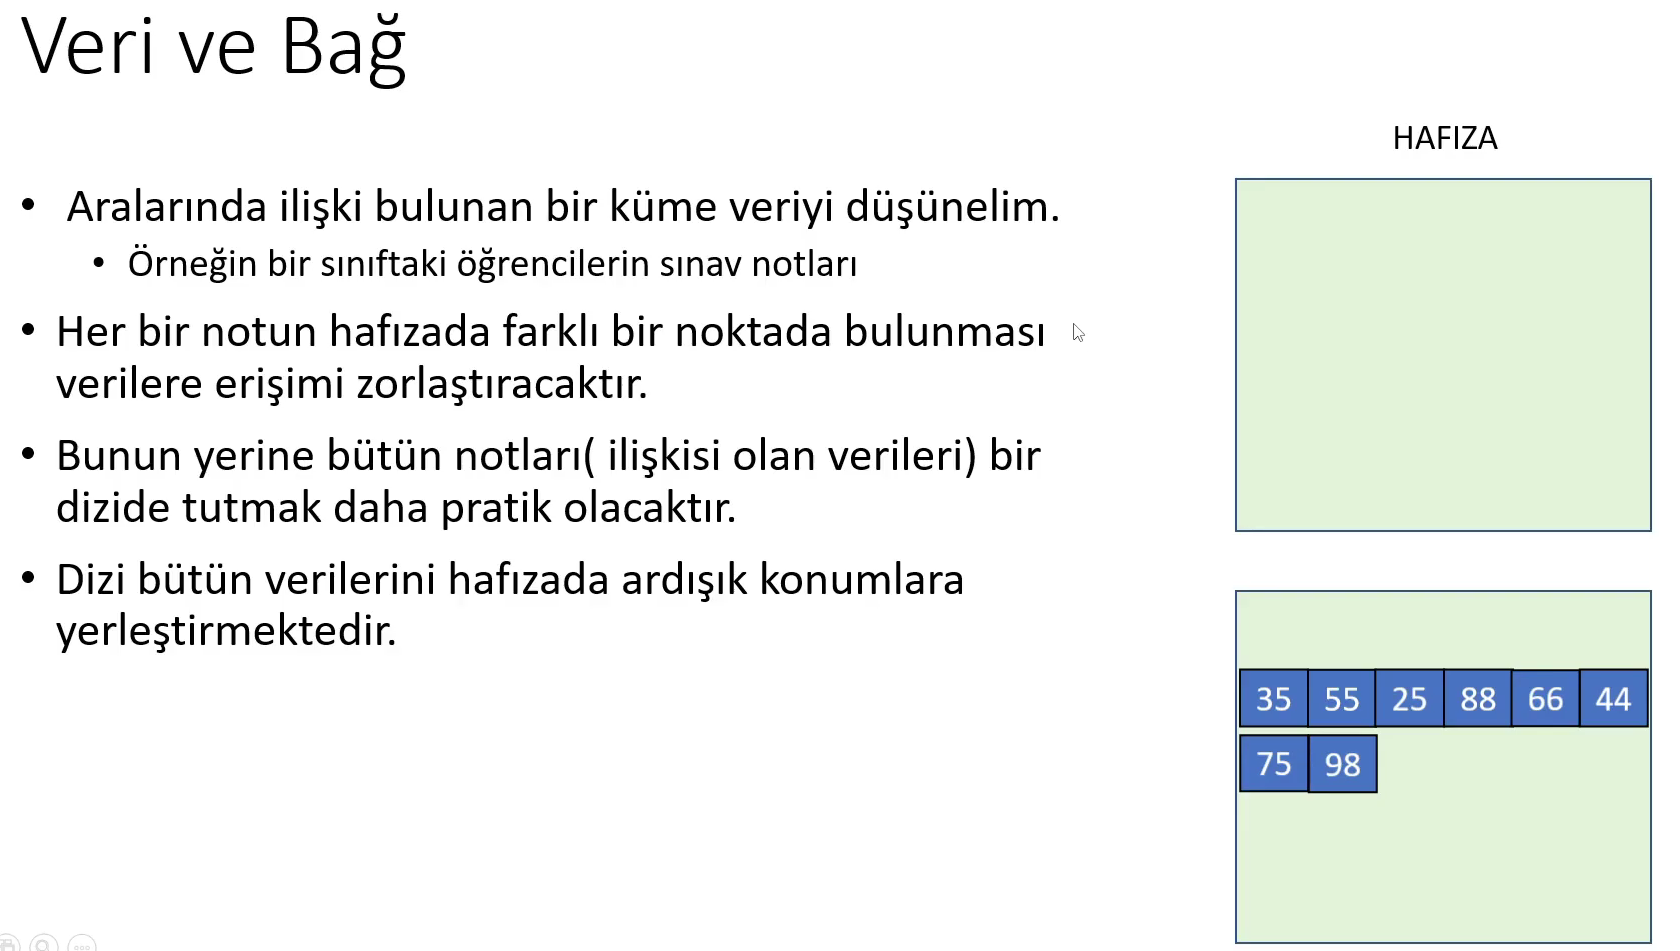 Veri ve Bağ
HAFIZA
• Aralarında ilişki bulunan bir küme veriyi düşünelim.
• Örneğin bir sınıftaki öğrencilerin sınav notları
• Her bir notun hafızada farklı bir noktada bulunması
verilere erişimi zorlaştıracaktır.
• Bunun yerine bütün notları( ilişkisi olan verileri) bir
dizide tutmak daha pratik olacaktır.
• Dizi bütün verilerini hafızada ardışık konumlara
yerleştirmektedir.
35 55 25 88 66 44
75 98